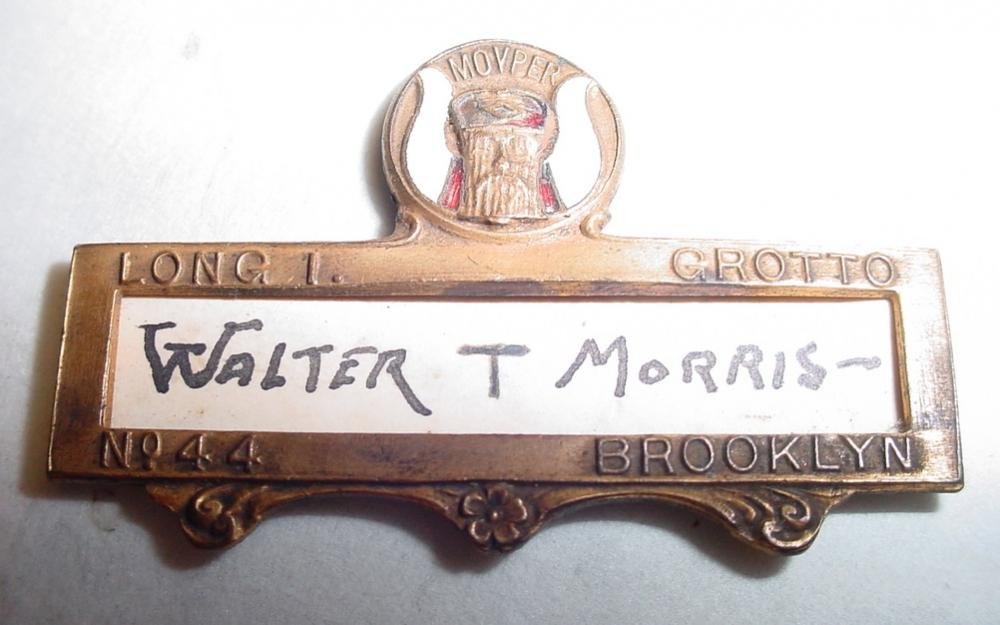 MOVPER
LONG I. GROTTO
WALTER T MORRIS-
No 44 BROOKLYN